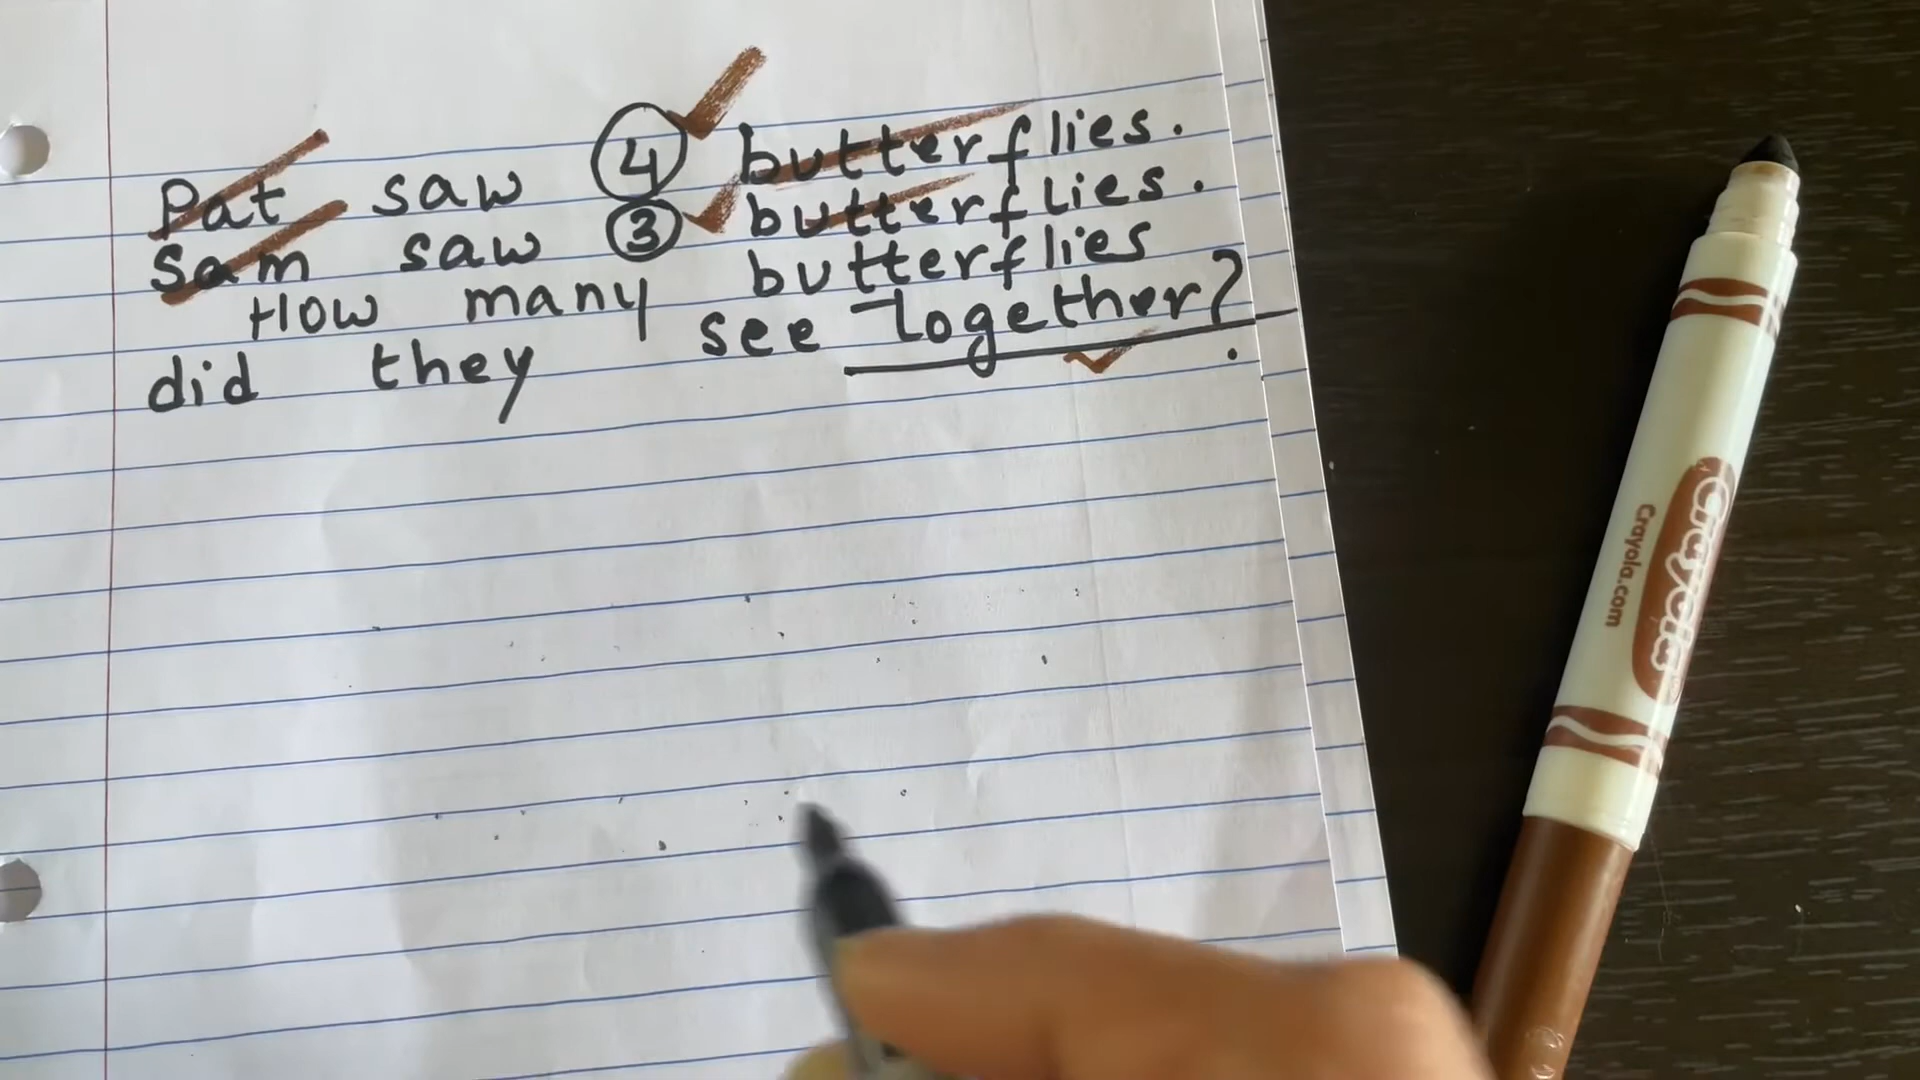 Pat saw 4 butterflies.
Sam saw 3 butterflies.
How many butterflies
did they see Together?
Crayola
Crayola.com